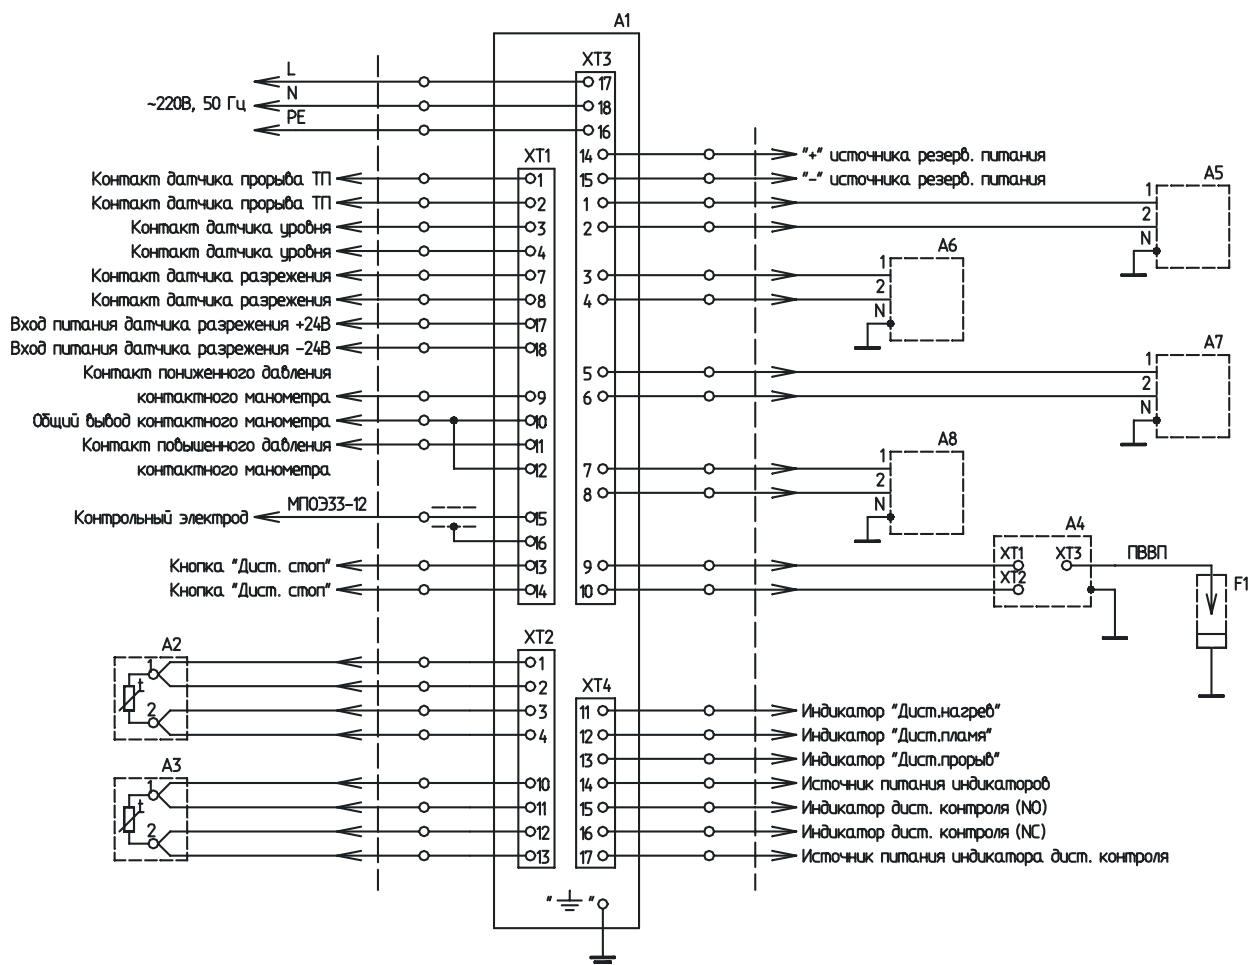 A1
XT3
L
17
N
~220В, 50 Гц
18
PE
16
XT1
14
"+" источника резерв. питания
Контакт датчика прорыва ТП
1
15
"-" источника резерв. питания
A5
Контакт датчика прорыва ТП
2
1
1
Контакт датчика уровня
3
2
2
Контакт датчика уровня
4
N
A6
Контакт датчика разрежения
7
3
1
Контакт датчика разрежения
8
4
2
Вход питания датчика разрежения +24В
17
N
Вход питания датчика разрежения -24В
18
A7
Контакт пониженного давления
5
1
контактного манометра
9
6
2
Общий вывод контактного манометра
10
N
Контакт повышенного давления
11
A8
контактного манометра
12
7
1
8
2
МПОЭ33-12
N
Контрольный электрод
15
A4
16
XT1
XT3
ПВВП
Кнопка "Дист. стоп"
13
9
XT2
F1
Кнопка "Дист. стоп"
14
10
XT2
A2
1
1
t
2
XT4
2
3
11
Индикатор "Дист.нагрев"
4
12
Индикатор "Дист.пламя"
13
Индикатор "Дист.прорыв"
A3
1
10
14
Источник питания индикаторов
t
11
15
Индикатор дист. контроля (NO)
2
12
16
Индикатор дист. контроля (NC)
13
17
Источник питания индикатора дист. контроля
" "